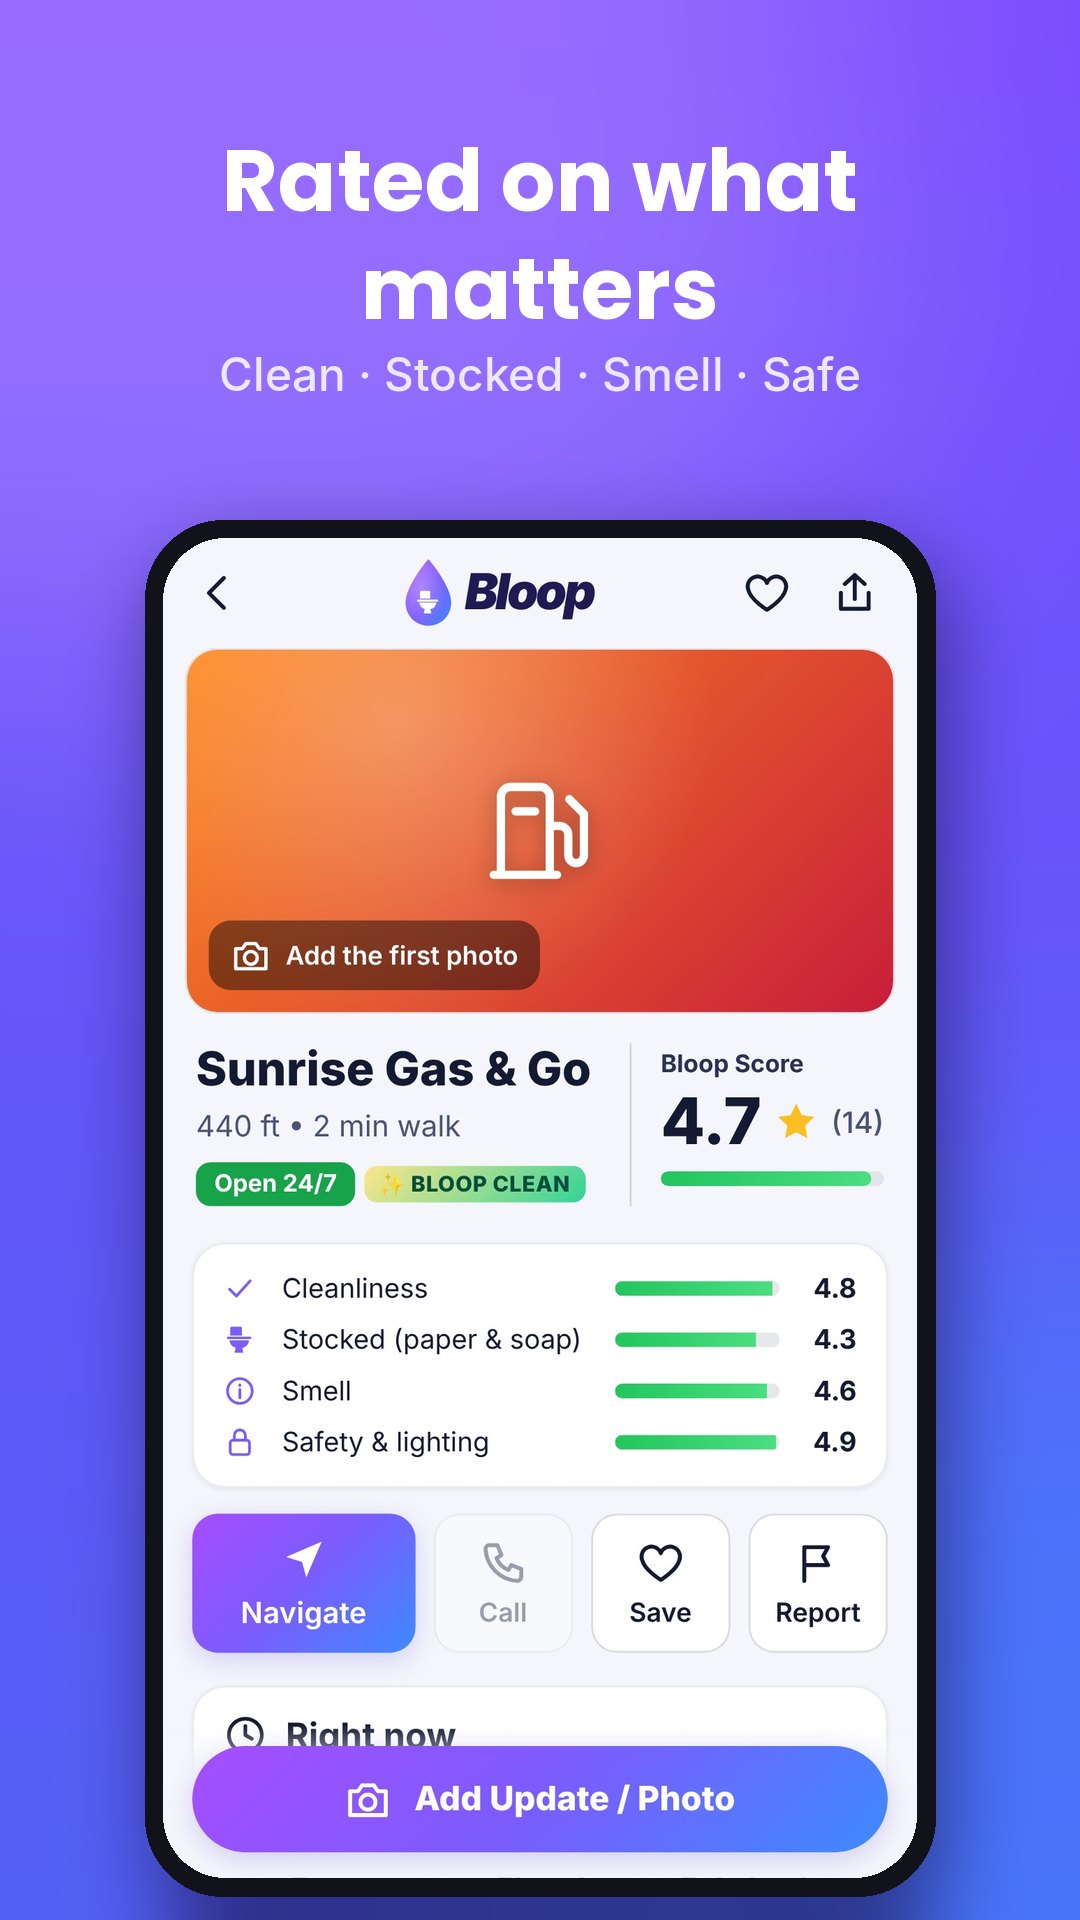 Rated on what
matters
Clean · Stocked · Smell · Safe
Bloop
Add the first photo
Sunrise Gas & Go
440 ft • 2 min walk
Open 24/7
✨ BLOOP CLEAN
Bloop Score
4.7 ★ (14)
Cleanliness 4.8
Stocked (paper & soap) 4.3
Smell 4.6
Safety & lighting 4.9
Navigate
Call
Save
Report
Right now
Add Update / Photo